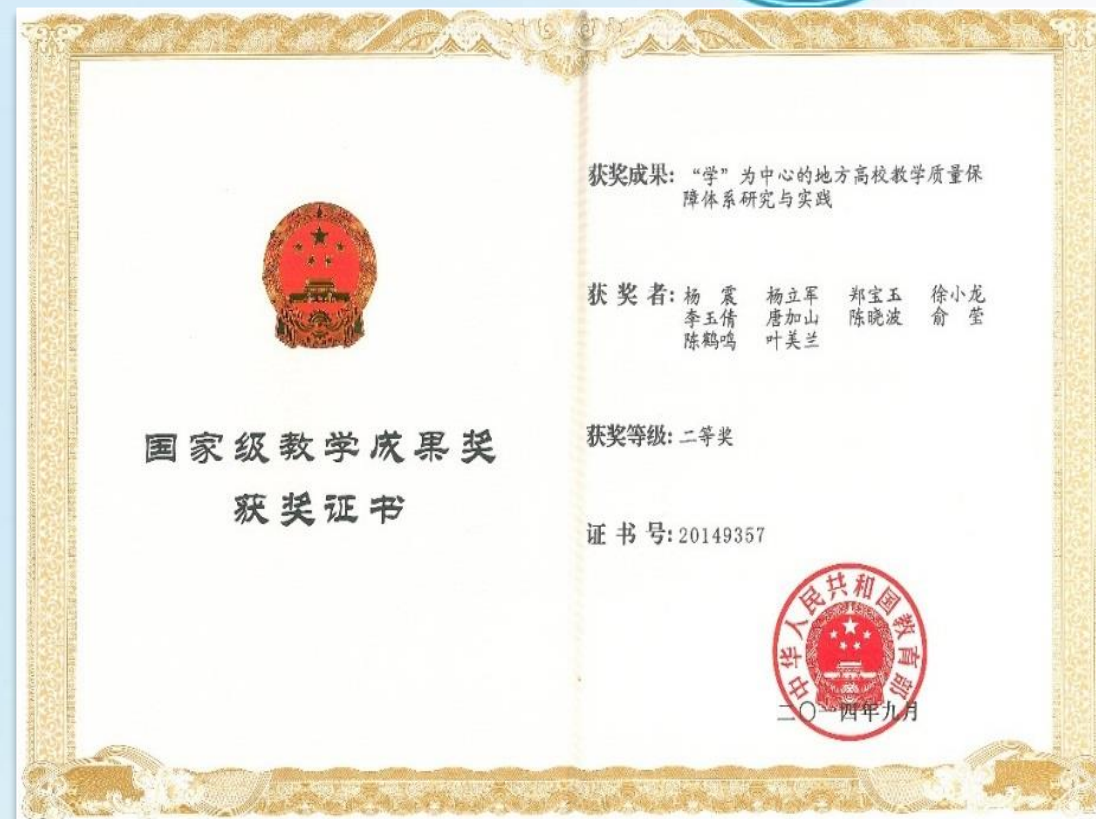 国家级教学成果奖
获奖证书
获奖成果: “学”为中心的地方高校教学质量保
障体系研究与实践
获 奖 者: 杨 震 杨立军 郑宝玉 徐小龙
李玉倩 唐加山 陈晓波 俞 莹
陈鹤鸣 叶美兰
获奖等级: 二等奖
证 书 号: 20149357
中华人民共和国教育部
二〇一四年九月